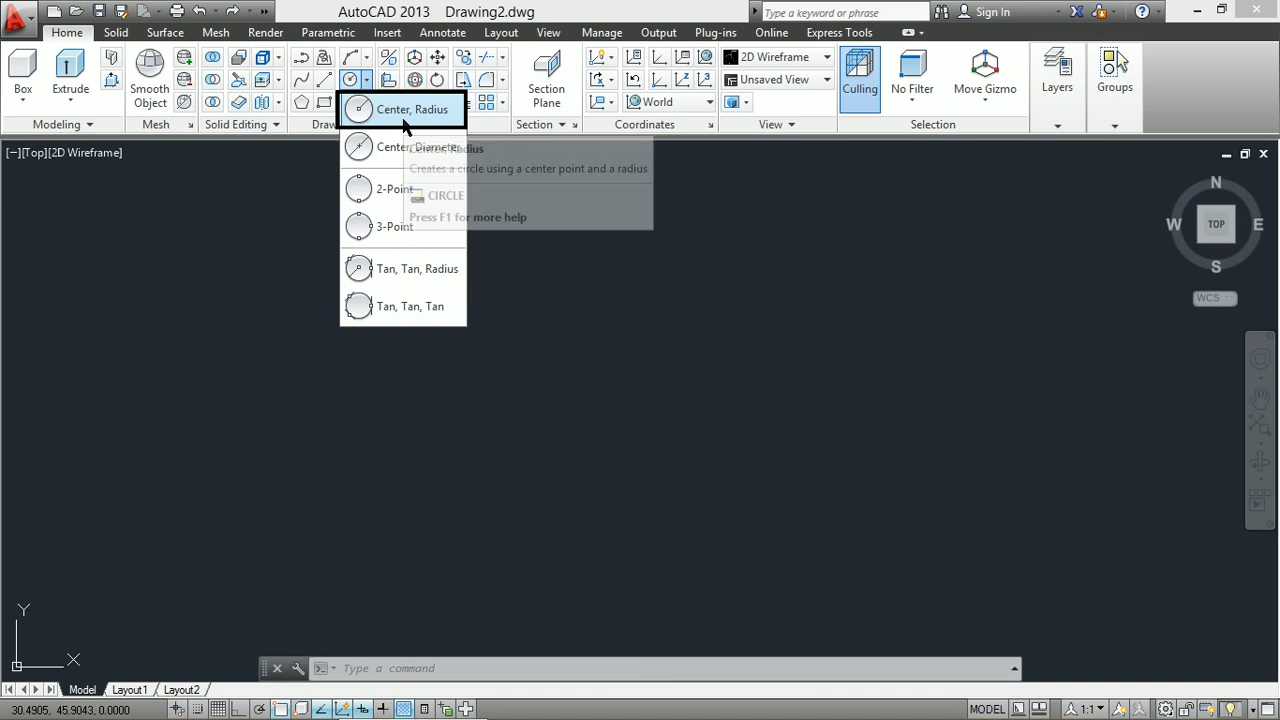 AutoCAD 2013 Drawing2.dwg
Type a keyword or phrase
Sign In
Home Solid Surface Mesh Render Parametric Insert Annotate Layout View Manage Output Plug-ins Online Express Tools
2D Wireframe
Unsaved View
World
Box Extrude Smooth Object Section Plane Culling No Filter Move Gizmo Layers Groups
Modeling Mesh Solid Editing Draw Section Coordinates View Selection
Center, Radius
Center, Diameter
2-Point
3-Point
Tan, Tan, Radius
Tan, Tan, Tan
Center, Radius
Creates a circle using a center point and a radius
CIRCLE
Press F1 for more help
[−][Top][2D Wireframe]
N
W TOP E
S
WCS
Y
X
Type a command
Model Layout1 Layout2
30.4905, 45.9043, 0.0000
MODEL
1:1